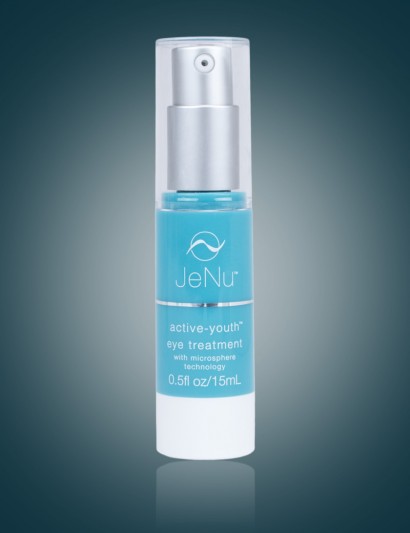 JeNu™
active-youth™
eye treatment
with microsphere
technology
0.5fl oz/15mL